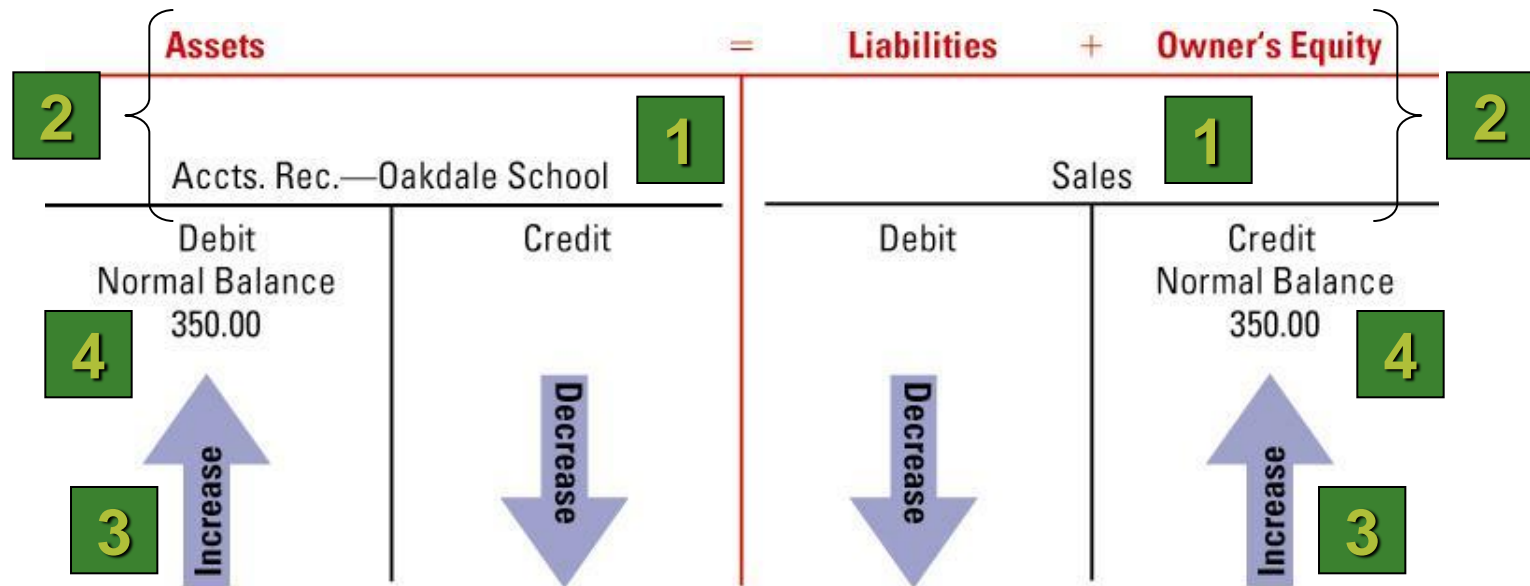 Assets = Liabilities + Owner's Equity
2 1 1 2
Accts. Rec.—Oakdale School Sales
Debit Credit Debit Credit
Normal Balance Normal Balance
350.00 350.00
4 4
Increase Decrease Decrease Increase
3 3